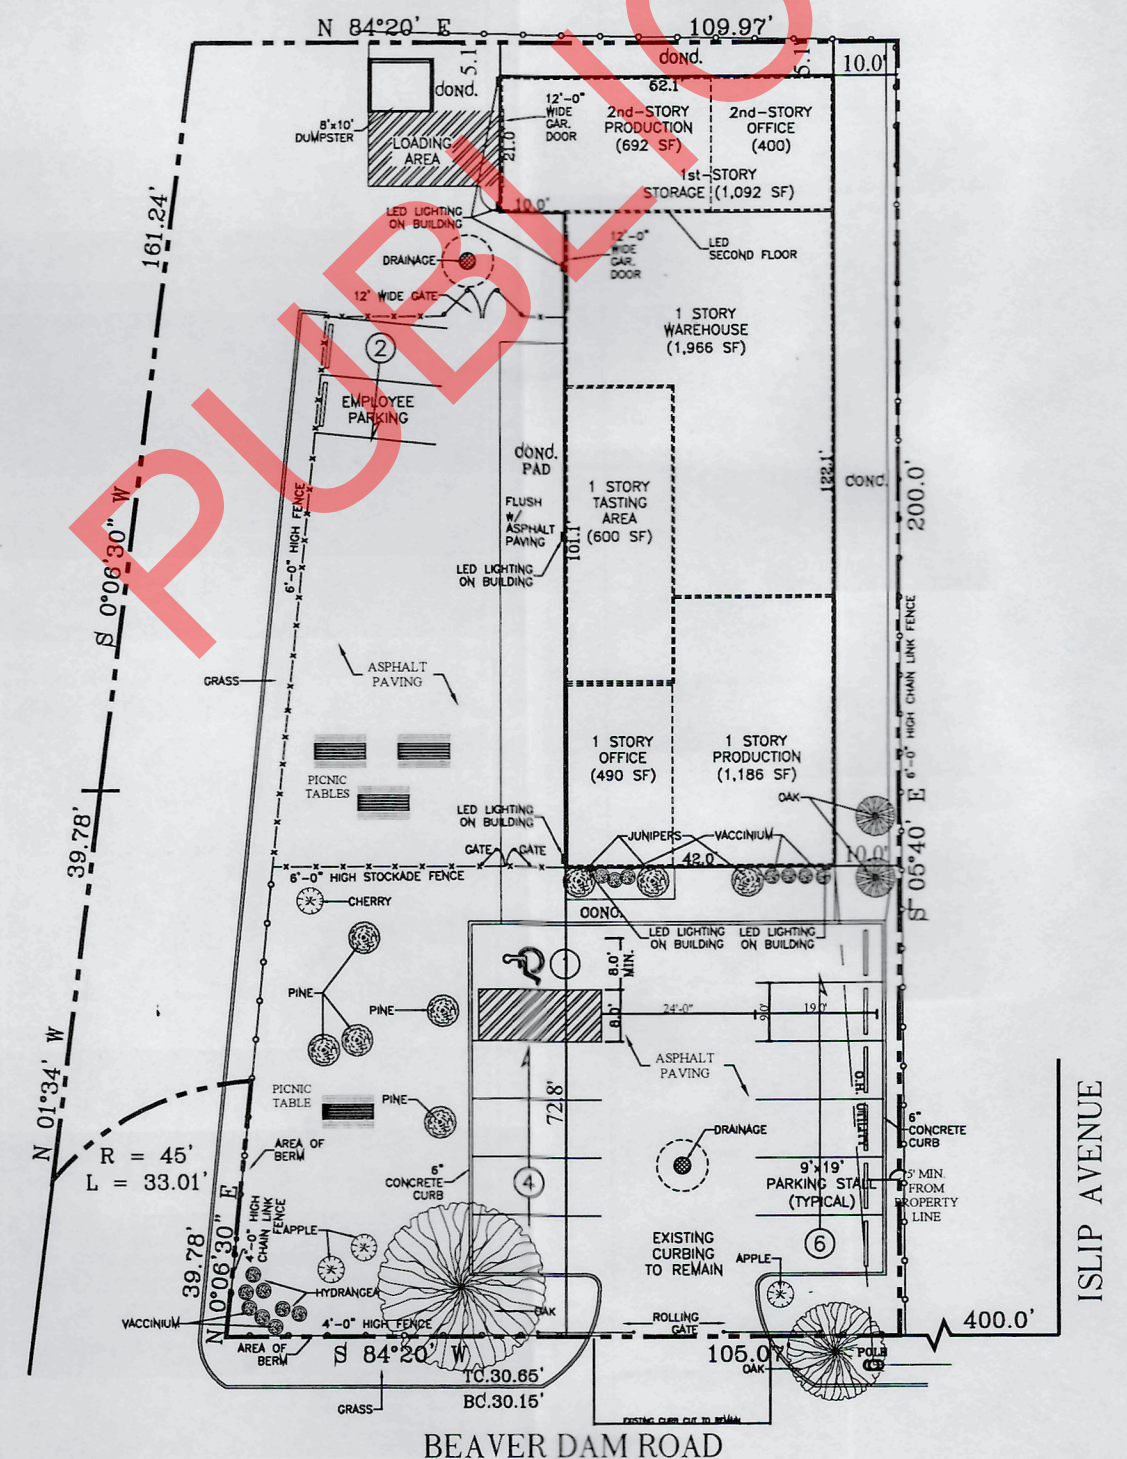 N 84°20' E
109.97'
CONC.
5.1'
5.1'
10.0'
CONC.
8'x10'
DUMPSTER
LOADING
AREA
12'-0"
WIDE
GAR.
DOOR
21.0'
52.1'
2nd-STORY
PRODUCTION
(692 SF)
2nd-STORY
OFFICE
(400)
1st-STORY
STORAGE (1,092 SF)
10.0'
LED LIGHTING
ON BUILDING
DRAINAGE
12' WIDE GATE
12'-0"
WIDE
GAR.
DOOR
LED
SECOND FLOOR
161.24'
S 0°06'30" W
2
EMPLOYEE
PARKING
1 STORY
WAREHOUSE
(1,966 SF)
6'-0" HIGH FENCE
CONC.
PAD
FLUSH
W/
ASPHALT
PAVING
LED LIGHTING
ON BUILDING
101.1'
1 STORY
TASTING
AREA
(600 SF)
122.1'
CONC.
200.0'
S 05°40' E
6'-0" HIGH CHAIN LINK FENCE
GRASS
ASPHALT
PAVING
PICNIC
TABLES
1 STORY
OFFICE
(490 SF)
1 STORY
PRODUCTION
(1,186 SF)
OAK
39.78'
LED LIGHTING
ON BUILDING
GATE
GATE
JUNIPERS
VACCINIUM
42.0'
10.0'
6'-0" HIGH STOCKADE FENCE
CHERRY
CONC.
LED LIGHTING
ON BUILDING
LED LIGHTING
ON BUILDING
PINE
PINE
1
8.0'
MIN.
8.0'
24'-0"
9.0'
19.0'
PICNIC
TABLE
PINE
ASPHALT
PAVING
O.H. UTILITY
72.8'
N 01°34' W
R = 45'
L = 33.01'
AREA OF
BERM
6"
CONCRETE
CURB
4
DRAINAGE
9'x19'
PARKING STALL
(TYPICAL)
6"
CONCRETE
CURB
5' MIN.
FROM
PROPERTY
LINE
39.78'
N 0°06'30" E
4'-0" HIGH
CHAIN LINK
FENCE
APPLE
HYDRANGEA
VACCINIUM
EXISTING
CURBING
TO REMAIN
APPLE
6
OAK
4'-0" HIGH FENCE
ROLLING
GATE
AREA OF
BERM
S 84°20' W
105.07'
OAK
POLE
400.0'
TC.30.65'
BC.30.15'
GRASS
EXISTING CURB CUT TO REMAIN
ISLIP AVENUE
BEAVER DAM ROAD
PUBLIC